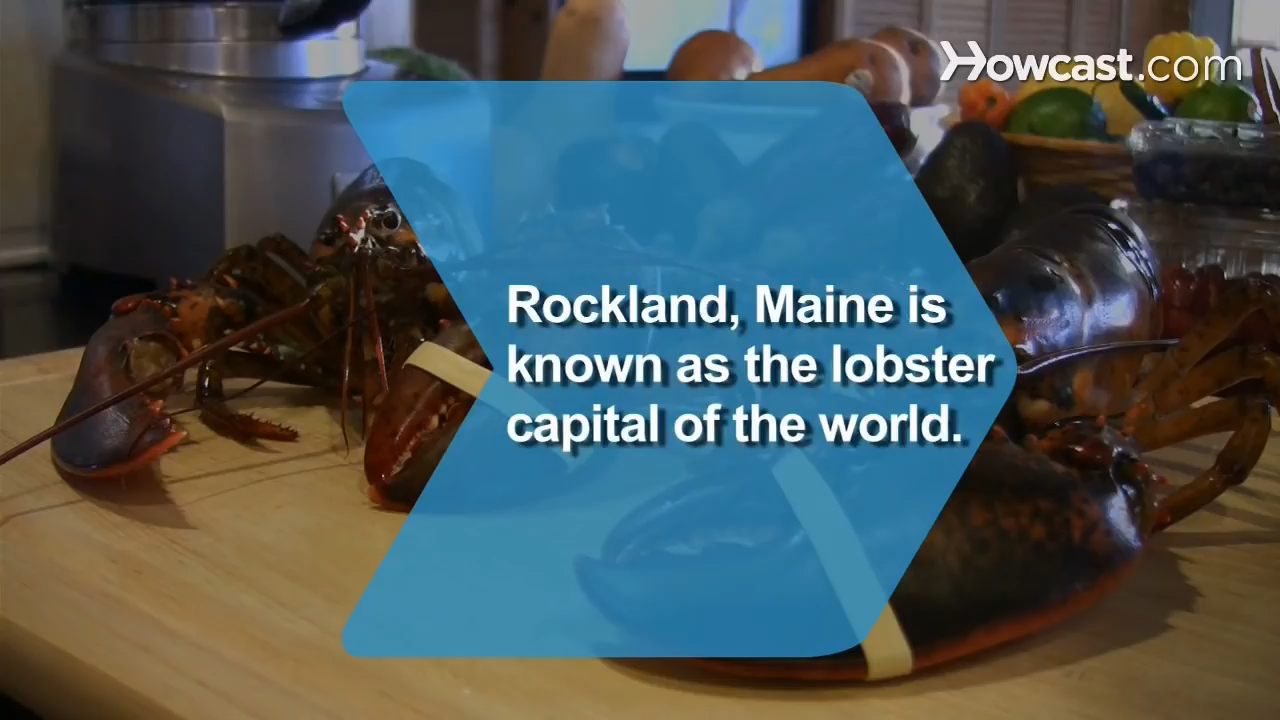 Howcast.com
Rockland, Maine is
known as the lobster
capital of the world.